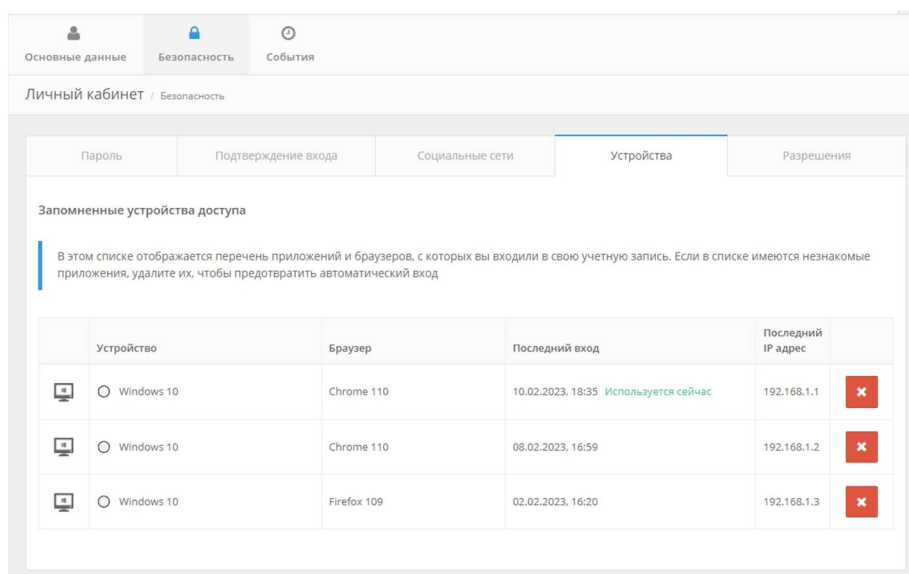 Основные данные Безопасность События
Личный кабинет / Безопасность
Пароль Подтверждение входа Социальные сети Устройства Разрешения
Запомненные устройства доступа
В этом списке отображается перечень приложений и браузеров, с которых вы входили в свою учетную запись. Если в списке имеются незнакомые
приложения, удалите их, чтобы предотвратить автоматический вход
Устройство Браузер Последний вход Последний
IP адрес
Windows 10 Chrome 110 10.02.2023, 18:35 Используется сейчас 192.168.1.1
Windows 10 Chrome 110 08.02.2023, 16:59 192.168.1.2
Windows 10 Firefox 109 02.02.2023, 16:20 192.168.1.3